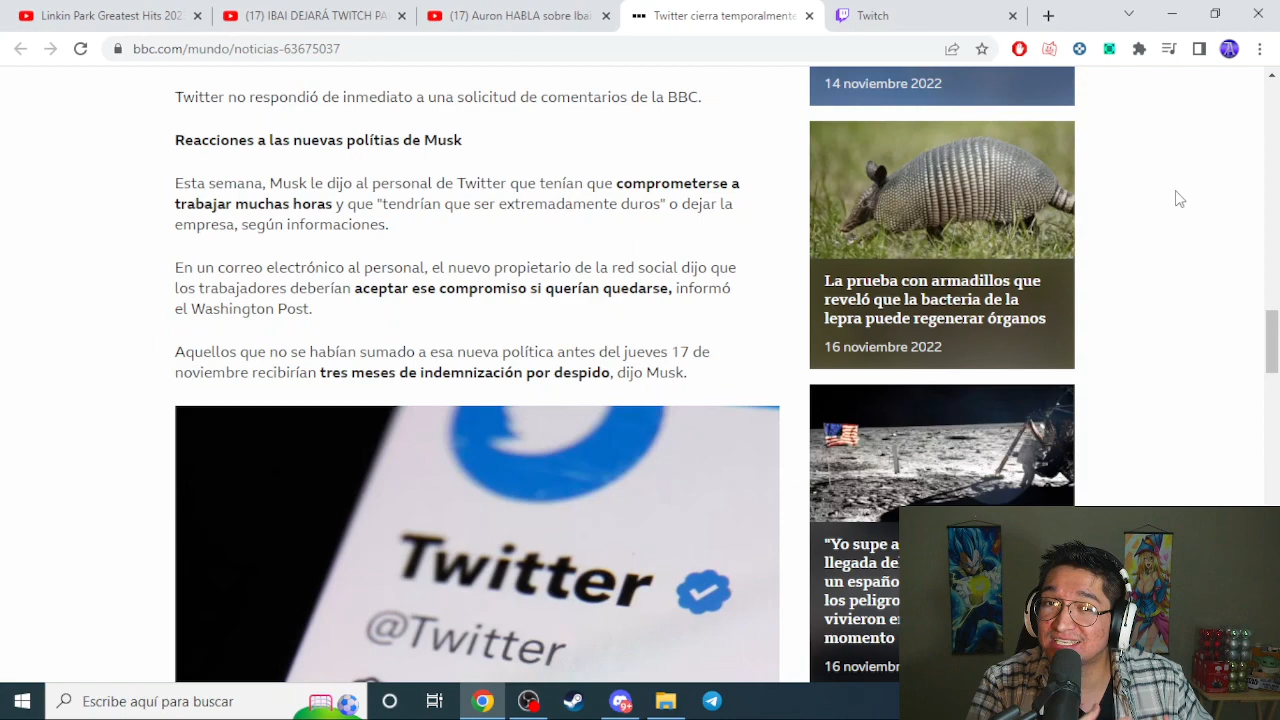 Linkin Park Greatest Hits 202
(17) IBAI DEJARÁ TWITCH PA
(17) Auron HABLA sobre Ibai
Twitter cierra temporalmente
Twitch
bbc.com/mundo/noticias-63675037
Twitter no respondió de inmediato a una solicitud de comentarios de la BBC.
Reacciones a las nuevas polítias de Musk
Esta semana, Musk le dijo al personal de Twitter que tenían que comprometerse a
trabajar muchas horas y que "tendrían que ser extremadamente duros" o dejar la
empresa, según informaciones.
En un correo electrónico al personal, el nuevo propietario de la red social dijo que
los trabajadores deberían aceptar ese compromiso si querían quedarse, informó
el Washington Post.
Aquellos que no se habían sumado a esa nueva política antes del jueves 17 de
noviembre recibirían tres meses de indemnización por despido, dijo Musk.
Twitter
@Twitter
14 noviembre 2022
La prueba con armadillos que
reveló que la bacteria de la
lepra puede regenerar órganos
16 noviembre 2022
"Yo supe a
llegada del
un español
los peligro
vivieron en
momento
16 noviemb
Escribe aquí para buscar
9+